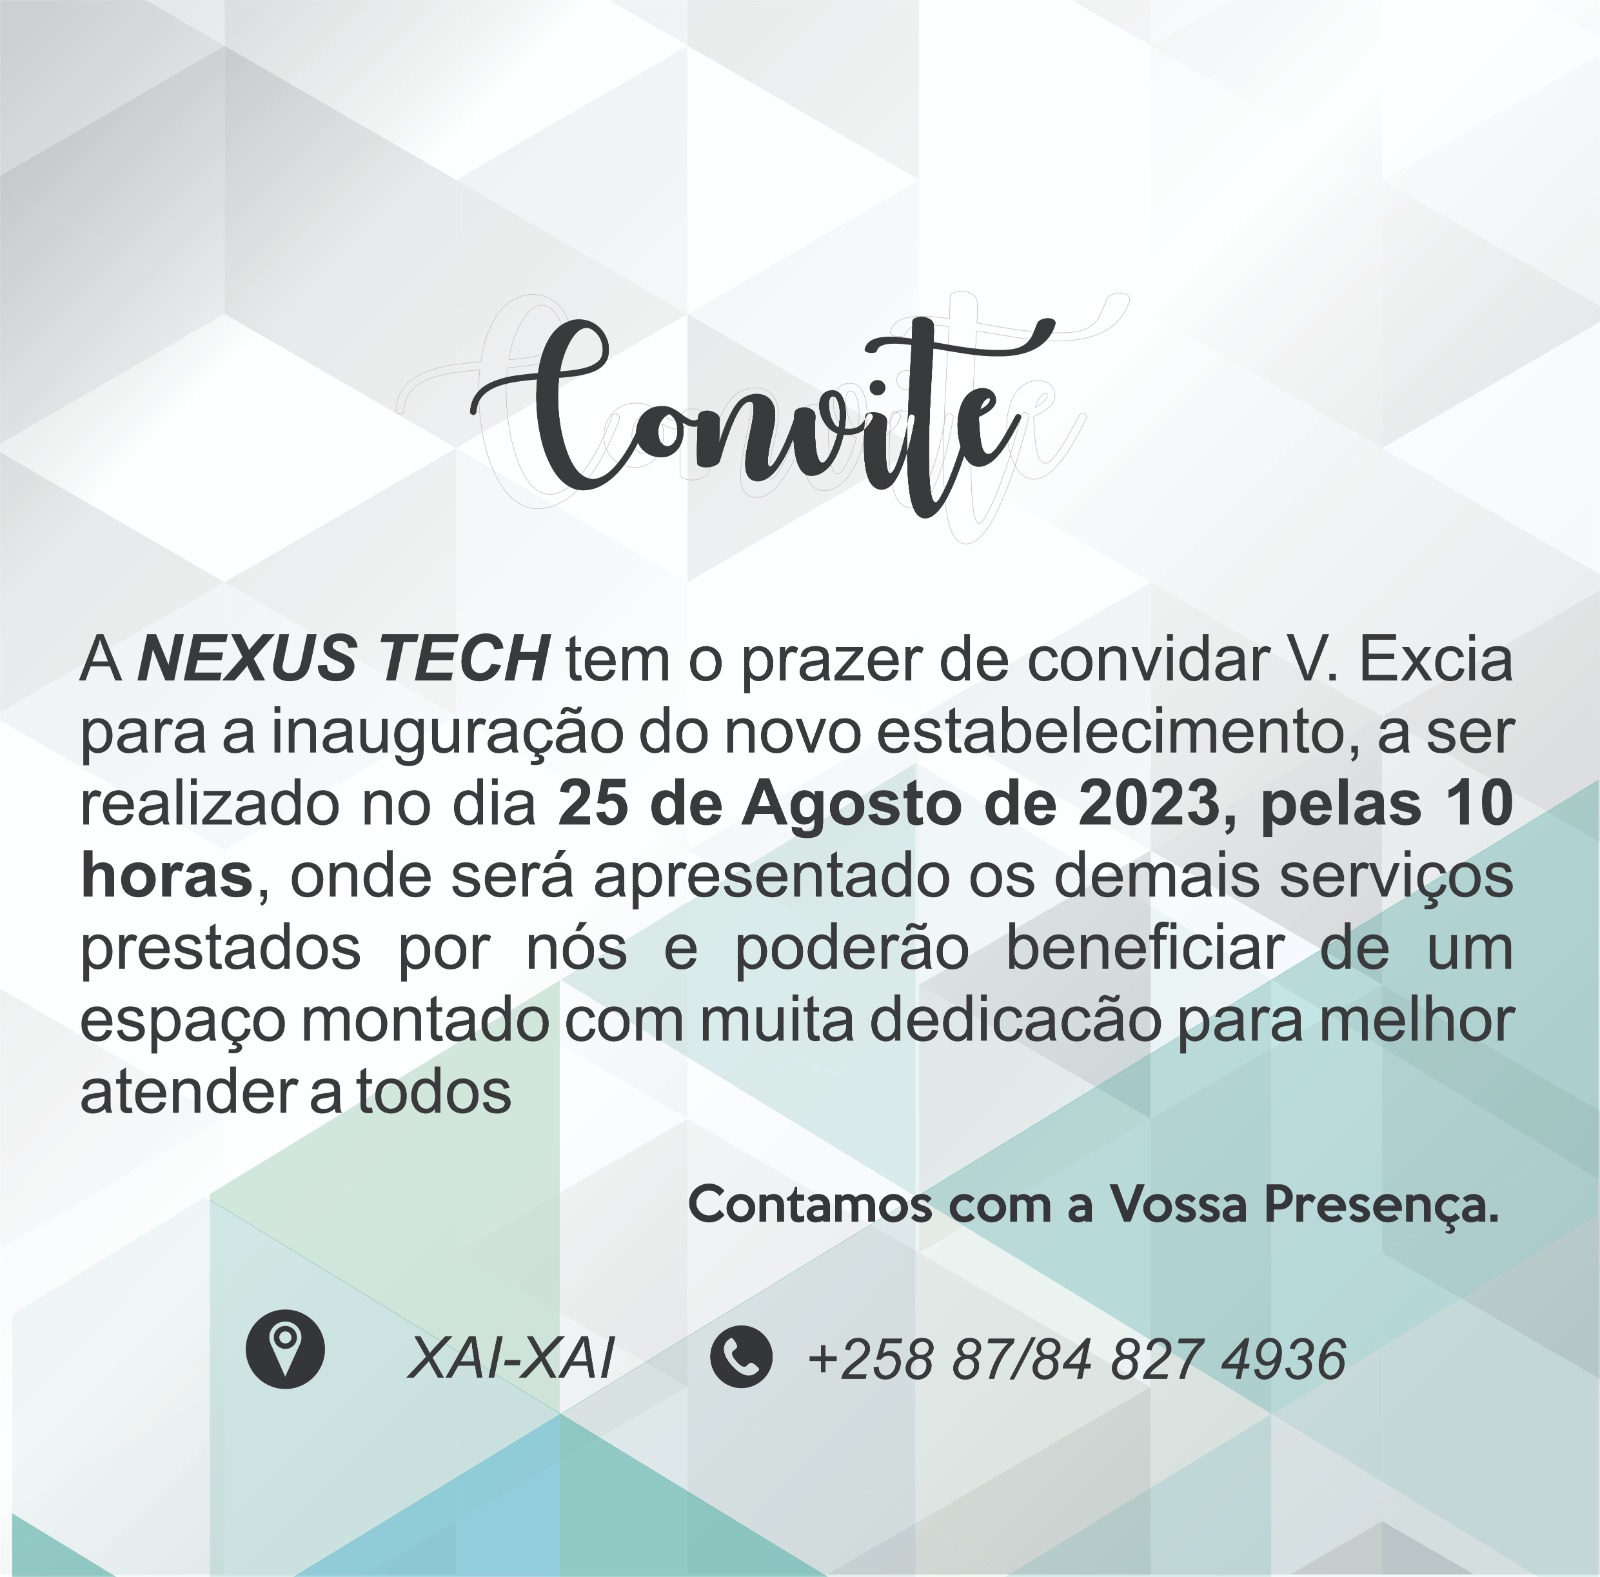 Convite
A NEXUS TECH tem o prazer de convidar V. Excia
para a inauguração do novo estabelecimento, a ser
realizado no dia 25 de Agosto de 2023, pelas 10
horas, onde será apresentado os demais serviços
prestados por nós e poderão beneficiar de um
espaço montado com muita dedicacão para melhor
atender a todos
Contamos com a Vossa Presença.
XAI-XAI +258 87/84 827 4936